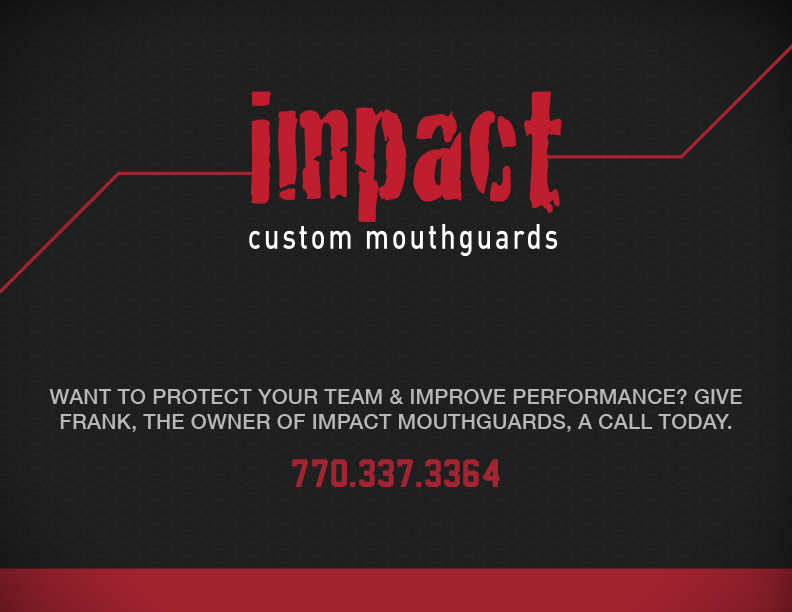 impact
custom mouthguards
WANT TO PROTECT YOUR TEAM & IMPROVE PERFORMANCE? GIVE
FRANK, THE OWNER OF IMPACT MOUTHGUARDS, A CALL TODAY.
770.337.3364